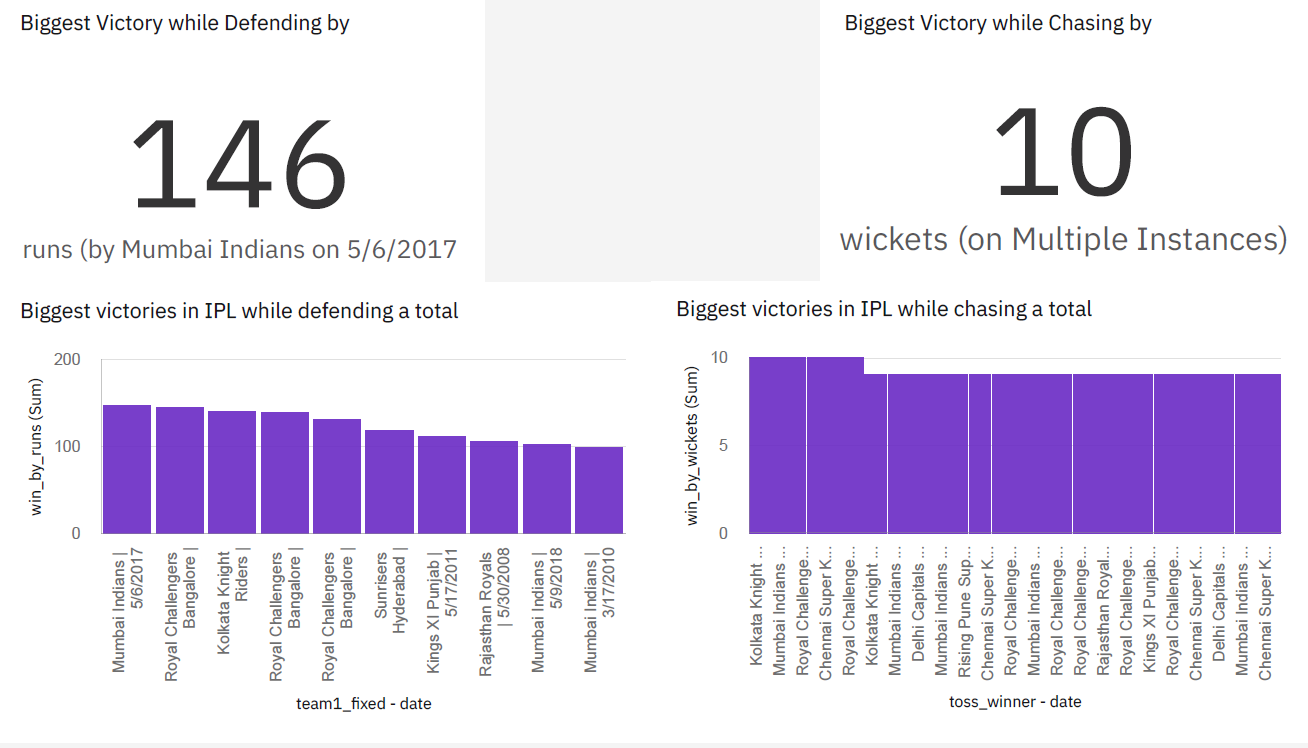 Biggest Victory while Defending by
146
runs (by Mumbai Indians on 5/6/2017
Biggest Victory while Chasing by
10
wickets (on Multiple Instances)
Biggest victories in IPL while defending a total
win_by_runs (Sum)
200
100
0
Mumbai Indians |
5/6/2017
Royal Challengers
Bangalore |
Kolkata Knight
Riders |
Royal Challengers
Bangalore |
Royal Challengers
Bangalore |
Sunrisers
Hyderabad |
Kings XI Punjab |
5/17/2011
Rajasthan Royals
| 5/30/2008
Mumbai Indians |
5/9/2018
Mumbai Indians |
3/17/2010
team1_fixed - date
Biggest victories in IPL while chasing a total
win_by_wickets (Sum)
10
5
0
Kolkata Knight ...
Mumbai Indians ...
Royal Challenge...
Chennai Super K...
Royal Challenge...
Kolkata Knight ...
Mumbai Indians ...
Delhi Capitals ...
Mumbai Indians ...
Rising Pune Sup...
Chennai Super K...
Royal Challenge...
Mumbai Indians ...
Royal Challenge...
Royal Challenge...
Rajasthan Royal...
Royal Challenge...
Kings XI Punjab...
Royal Challenge...
Chennai Super K...
Delhi Capitals ...
Mumbai Indians ...
Chennai Super K...
toss_winner - date